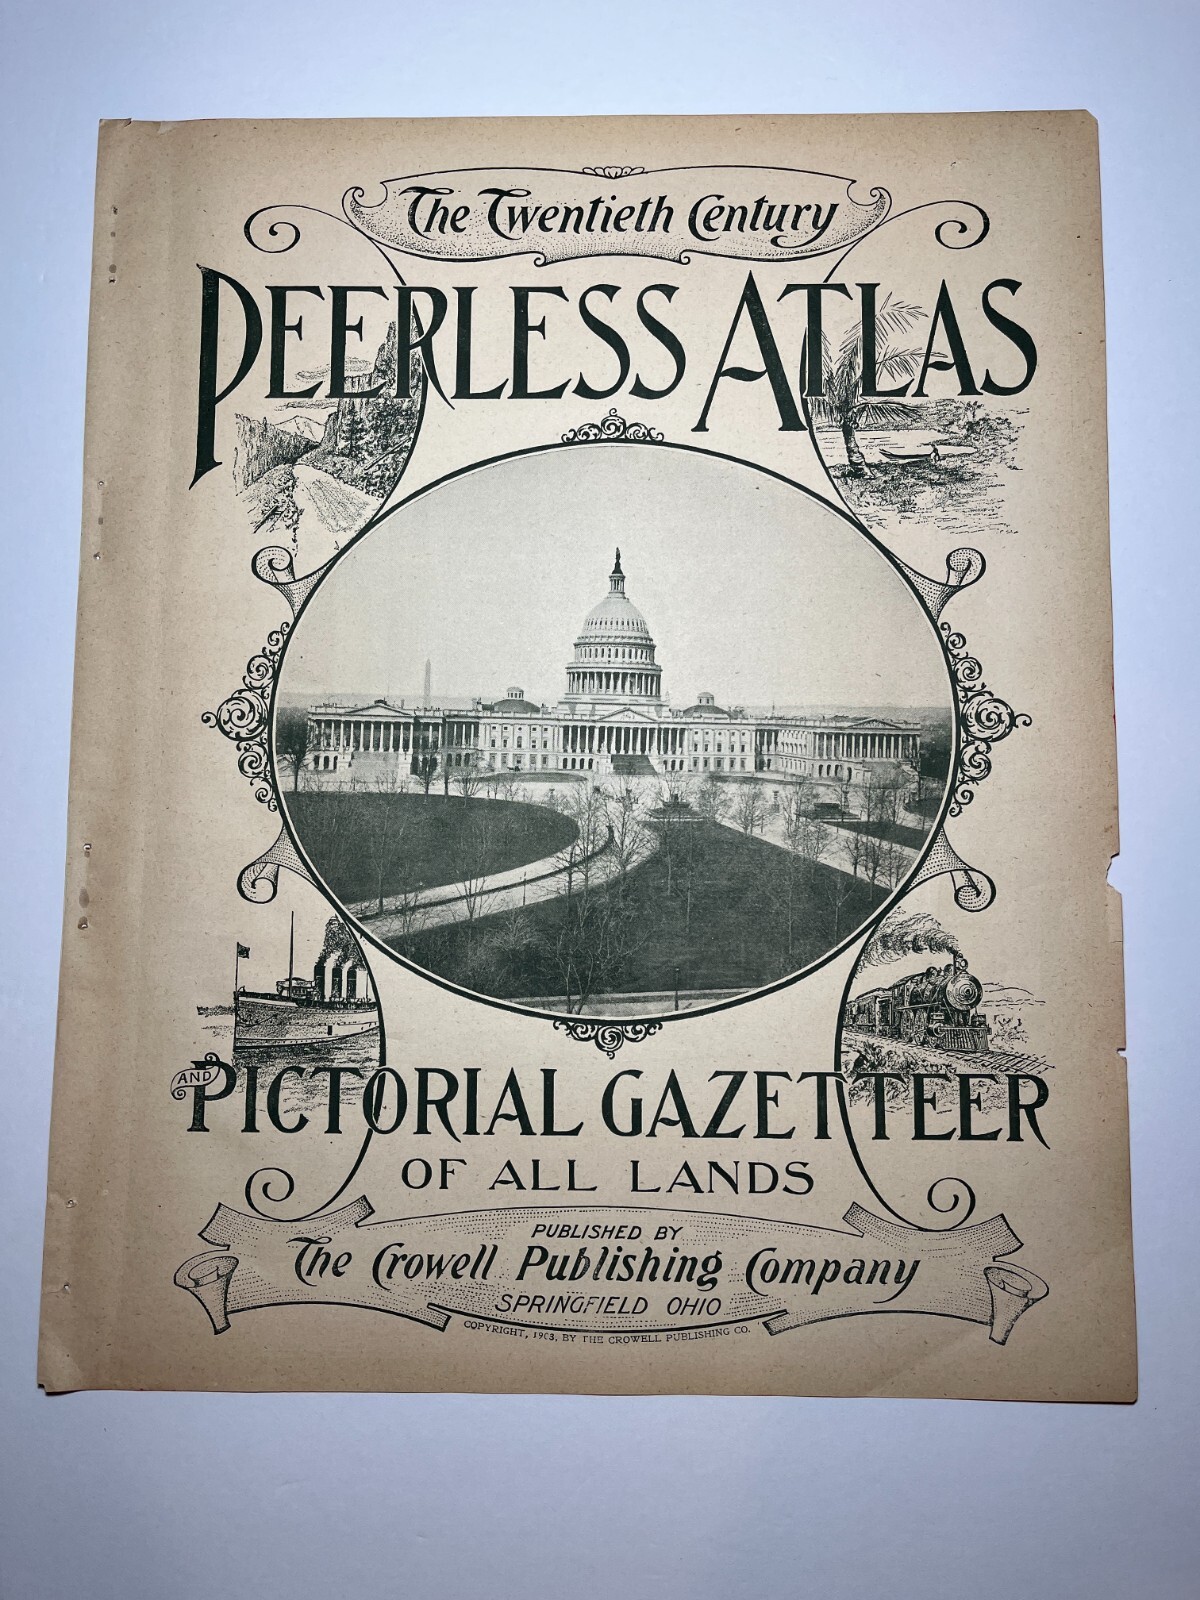 The Twentieth Century
PEERLESS ATLAS
AND PICTORIAL GAZETTEER
OF ALL LANDS
PUBLISHED BY
The Crowell Publishing Company
SPRINGFIELD OHIO
COPYRIGHT, 1903, BY THE CROWELL PUBLISHING CO.